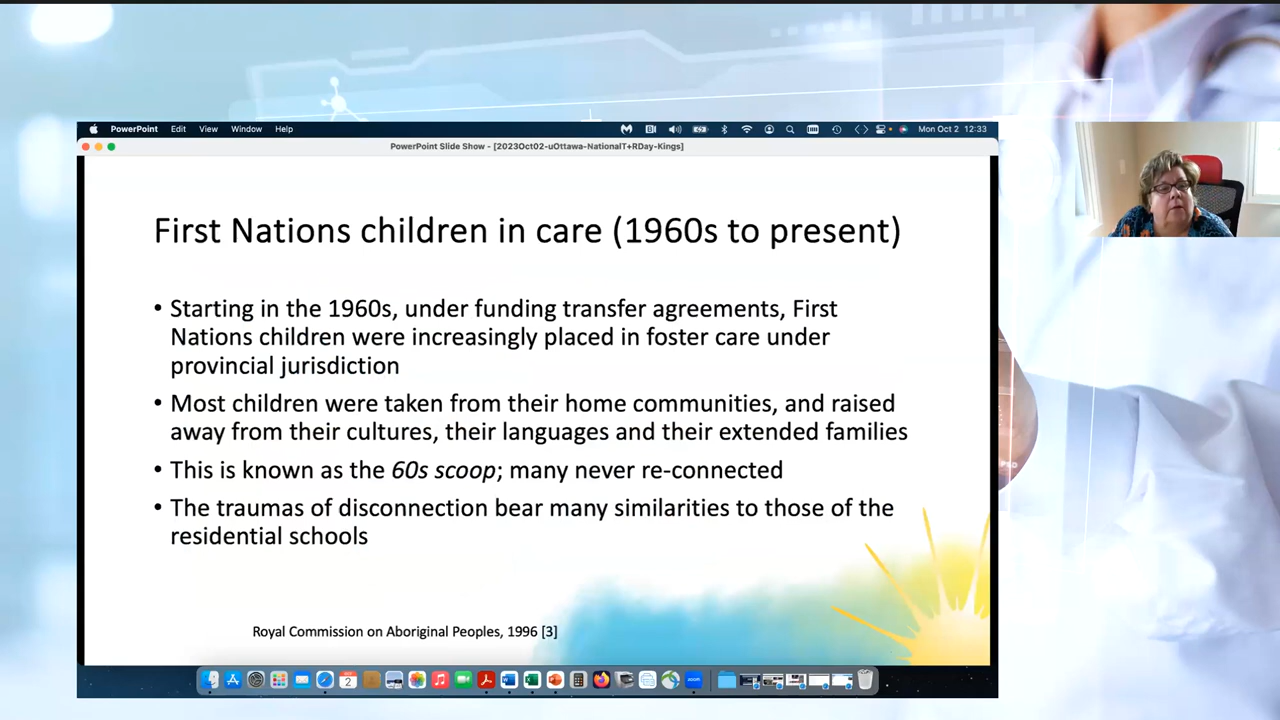 PowerPoint Edit View Window Help Mon Oct 2 12:33
PowerPoint Slide Show - [2023Oct02-uOttawa-NationalT+RDay-Kings]
First Nations children in care (1960s to present)
• Starting in the 1960s, under funding transfer agreements, First
Nations children were increasingly placed in foster care under
provincial jurisdiction
• Most children were taken from their home communities, and raised
away from their cultures, their languages and their extended families
• This is known as the 60s scoop; many never re-connected
• The traumas of disconnection bear many similarities to those of the
residential schools
Royal Commission on Aboriginal Peoples, 1996 [3]
2
zoom